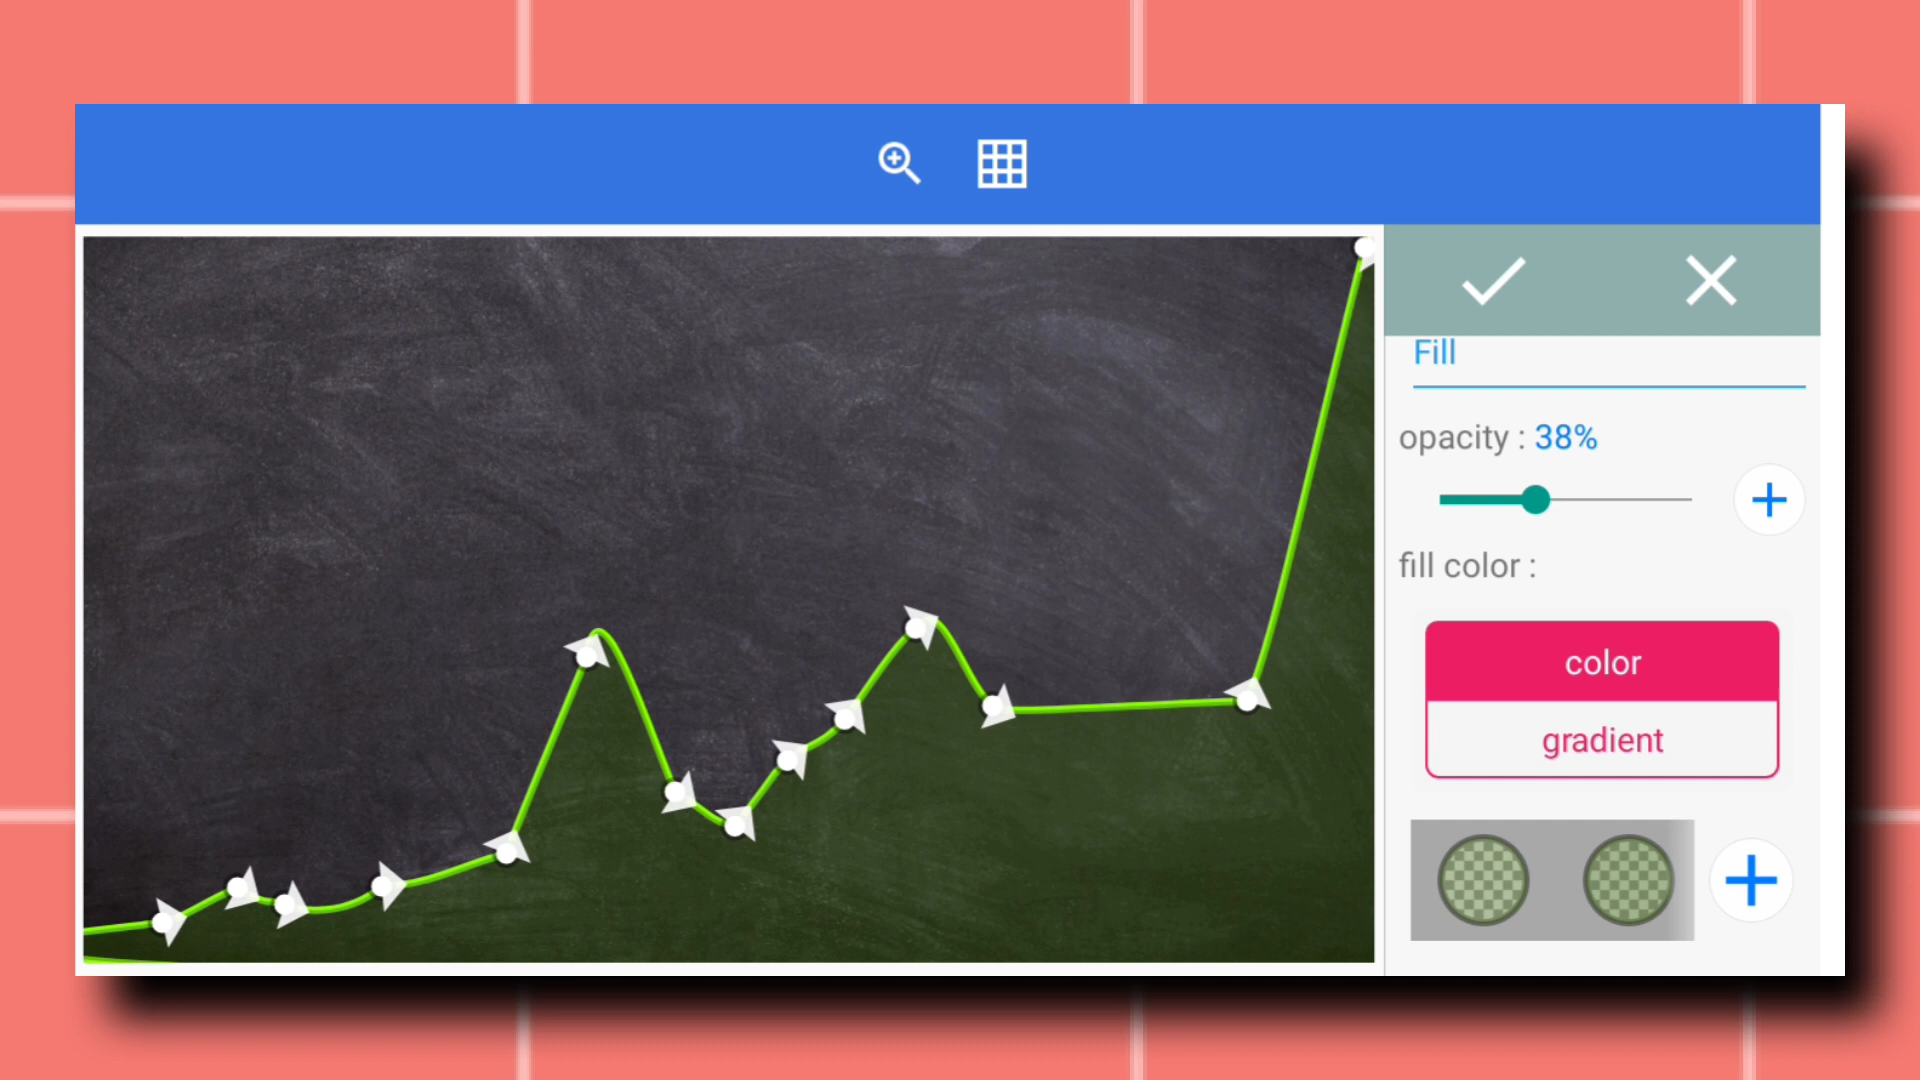 Fill
opacity : 38%
fill color :
color
gradient